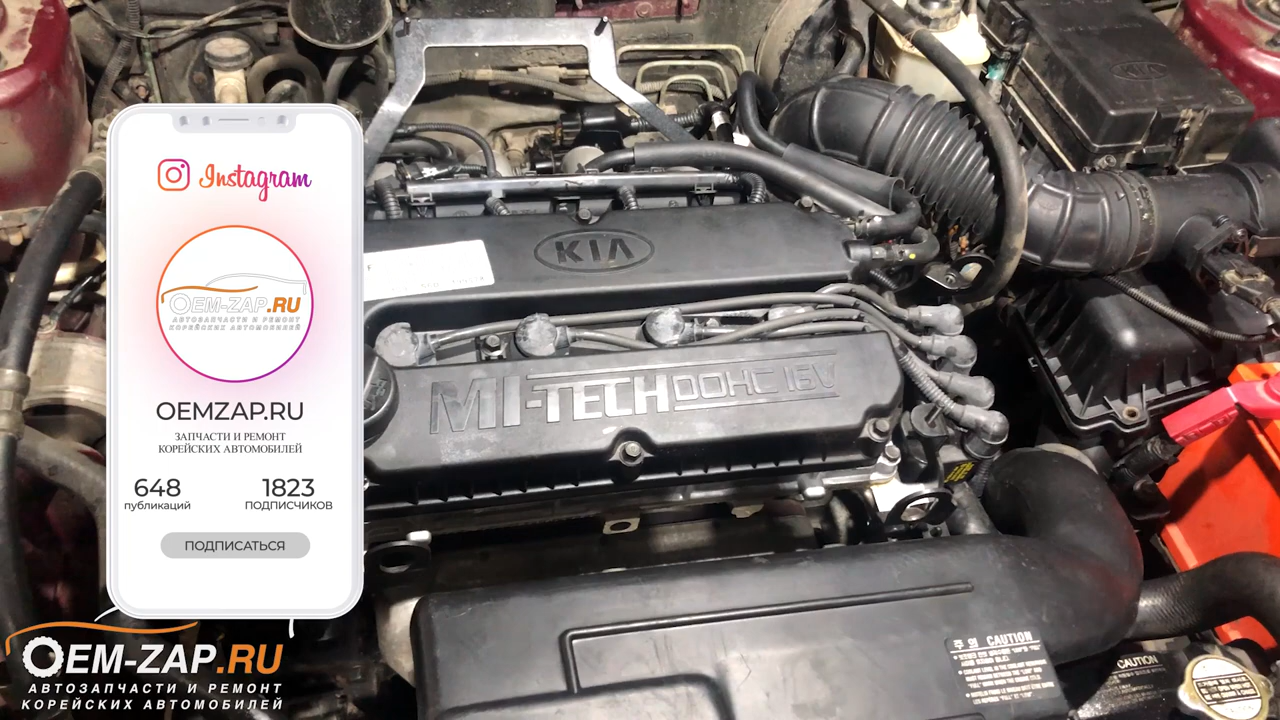 Instagram
OEM-ZAP.RU
АВТОЗАПЧАСТИ И РЕМОНТ
КОРЕЙСКИХ АВТОМОБИЛЕЙ
OEMZAP.RU
ЗАПЧАСТИ И РЕМОНТ
КОРЕЙСКИХ АВТОМОБИЛЕЙ
648 1823
публикаций ПОДПИСЧИКОВ
ПОДПИСАТЬСЯ
KIA
KIA
MI-TECH DOHC 16V
주의 CAUTION
CAUTION
OEM-ZAP.RU
АВТОЗАПЧАСТИ И РЕМОНТ
КОРЕЙСКИХ АВТОМОБИЛЕЙ